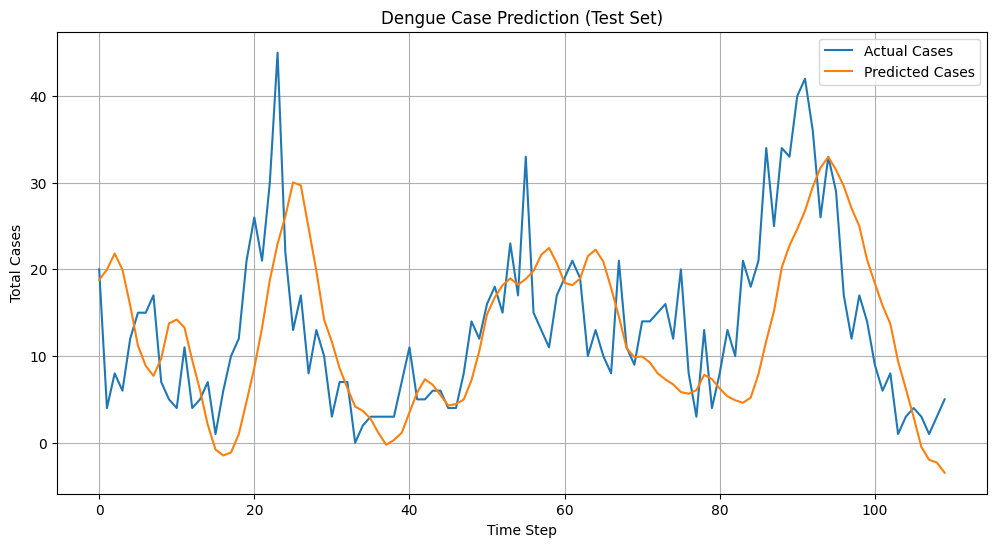 Dengue Case Prediction (Test Set)
Actual Cases
Predicted Cases
Total Cases
40
30
20
10
0
0 20 40 60 80 100
Time Step